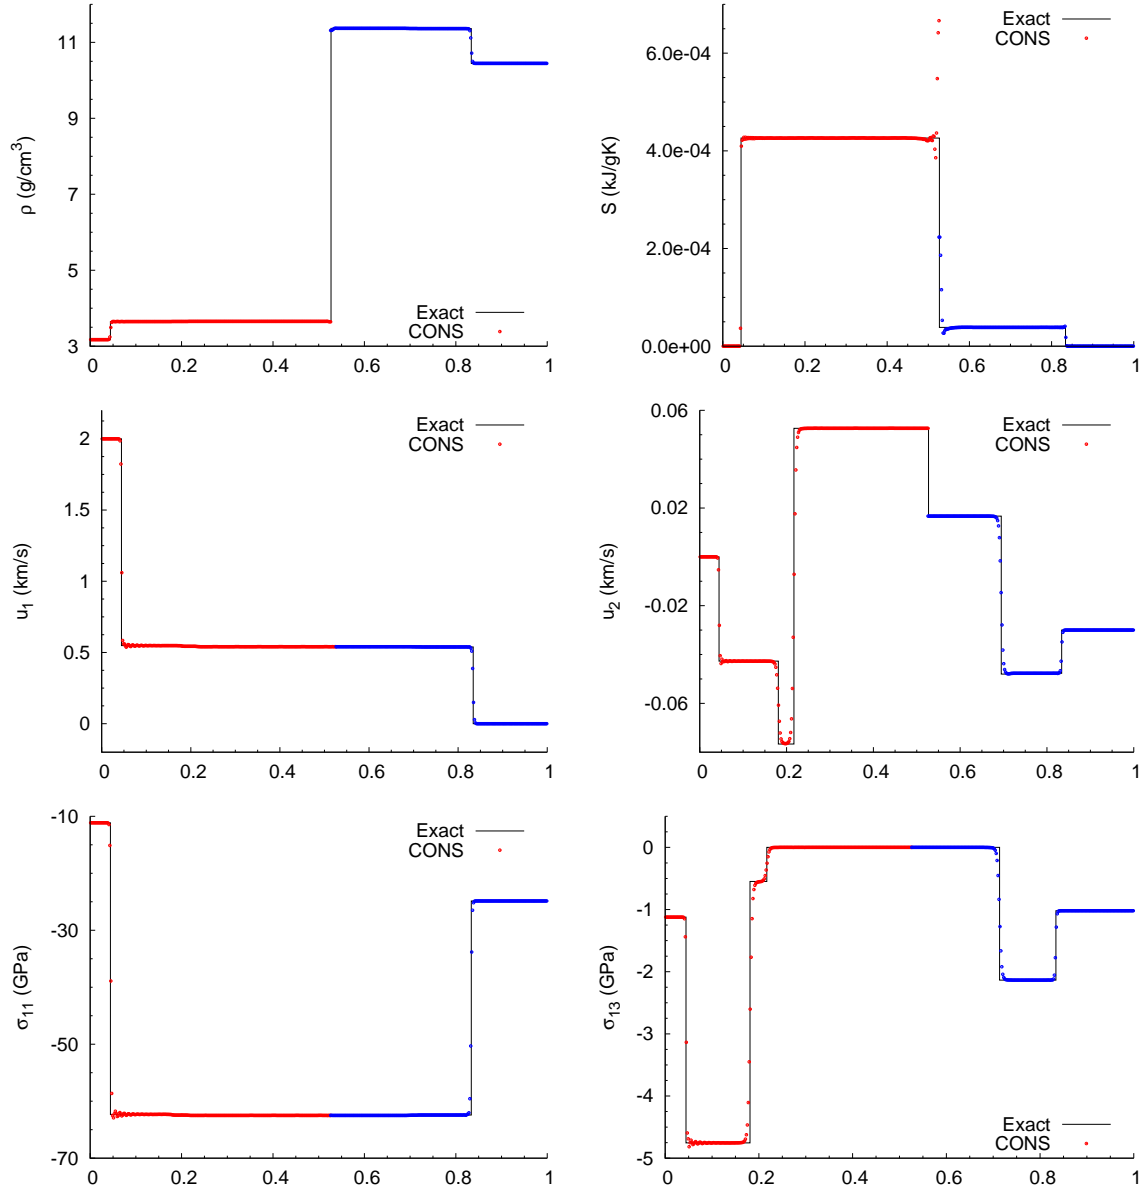 11
11
9
7
5
3
ρ (g/cm³)
Exact
CONS
0 0.2 0.4 0.6 0.8 1
6.0e-04
4.0e-04
2.0e-04
0.0e+00
S (kJ/gK)
Exact
CONS
0 0.2 0.4 0.6 0.8 1
2
1.5
1
0.5
0
u₁ (km/s)
Exact
CONS
0 0.2 0.4 0.6 0.8 1
0.06
0.02
-0.02
-0.06
u₂ (km/s)
Exact
CONS
0 0.2 0.4 0.6 0.8 1
-10
-30
-50
-70
σ₁₁ (GPa)
Exact
CONS
0 0.2 0.4 0.6 0.8 1
0
-1
-2
-3
-4
-5
σ₁₃ (GPa)
Exact
CONS
0 0.2 0.4 0.6 0.8 1